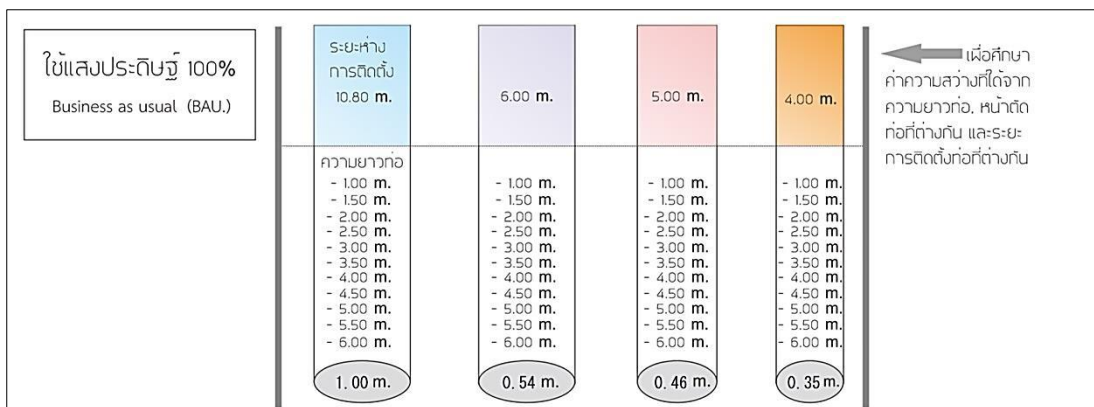 ใช้แสงประดิษฐ์ 100%
Business as usual (BAU.)
ระยะห่าง
การติดตั้ง
10.80 m.
ความยาวท่อ
- 1.00 m.
- 1.50 m.
- 2.00 m.
- 2.50 m.
- 3.00 m.
- 3.50 m.
- 4.00 m.
- 4.50 m.
- 5.00 m.
- 5.50 m.
- 6.00 m.
1.00 m.
6.00 m.
- 1.00 m.
- 1.50 m.
- 2.00 m.
- 2.50 m.
- 3.00 m.
- 3.50 m.
- 4.00 m.
- 4.50 m.
- 5.00 m.
- 5.50 m.
- 6.00 m.
0.54 m.
5.00 m.
- 1.00 m.
- 1.50 m.
- 2.00 m.
- 2.50 m.
- 3.00 m.
- 3.50 m.
- 4.00 m.
- 4.50 m.
- 5.00 m.
- 5.50 m.
- 6.00 m.
0.46 m.
4.00 m.
- 1.00 m.
- 1.50 m.
- 2.00 m.
- 2.50 m.
- 3.00 m.
- 3.50 m.
- 4.00 m.
- 4.50 m.
- 5.00 m.
- 5.50 m.
- 6.00 m.
0.35 m.
เพื่อศึกษา
ค่าความสว่างที่ได้จาก
ความยาวท่อ, หน้าตัด
ท่อที่ต่างกัน และระยะ
การติดตั้งท่อที่ต่างกัน